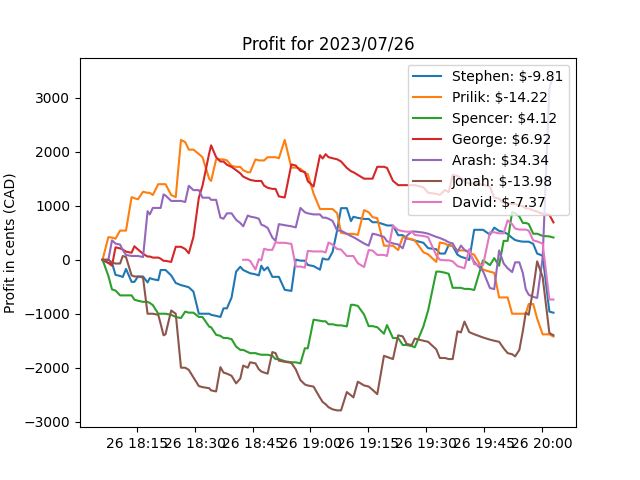 Profit for 2023/07/26
Profit in cents (CAD)
3000
2000
1000
0
−1000
−2000
−3000
Stephen: $-9.81
Prilik: $-14.22
Spencer: $4.12
George: $6.92
Arash: $34.34
Jonah: $-13.98
David: $-7.37
26 18:15 26 18:30 26 18:45 26 19:00 26 19:15 26 19:30 26 19:45 26 20:00